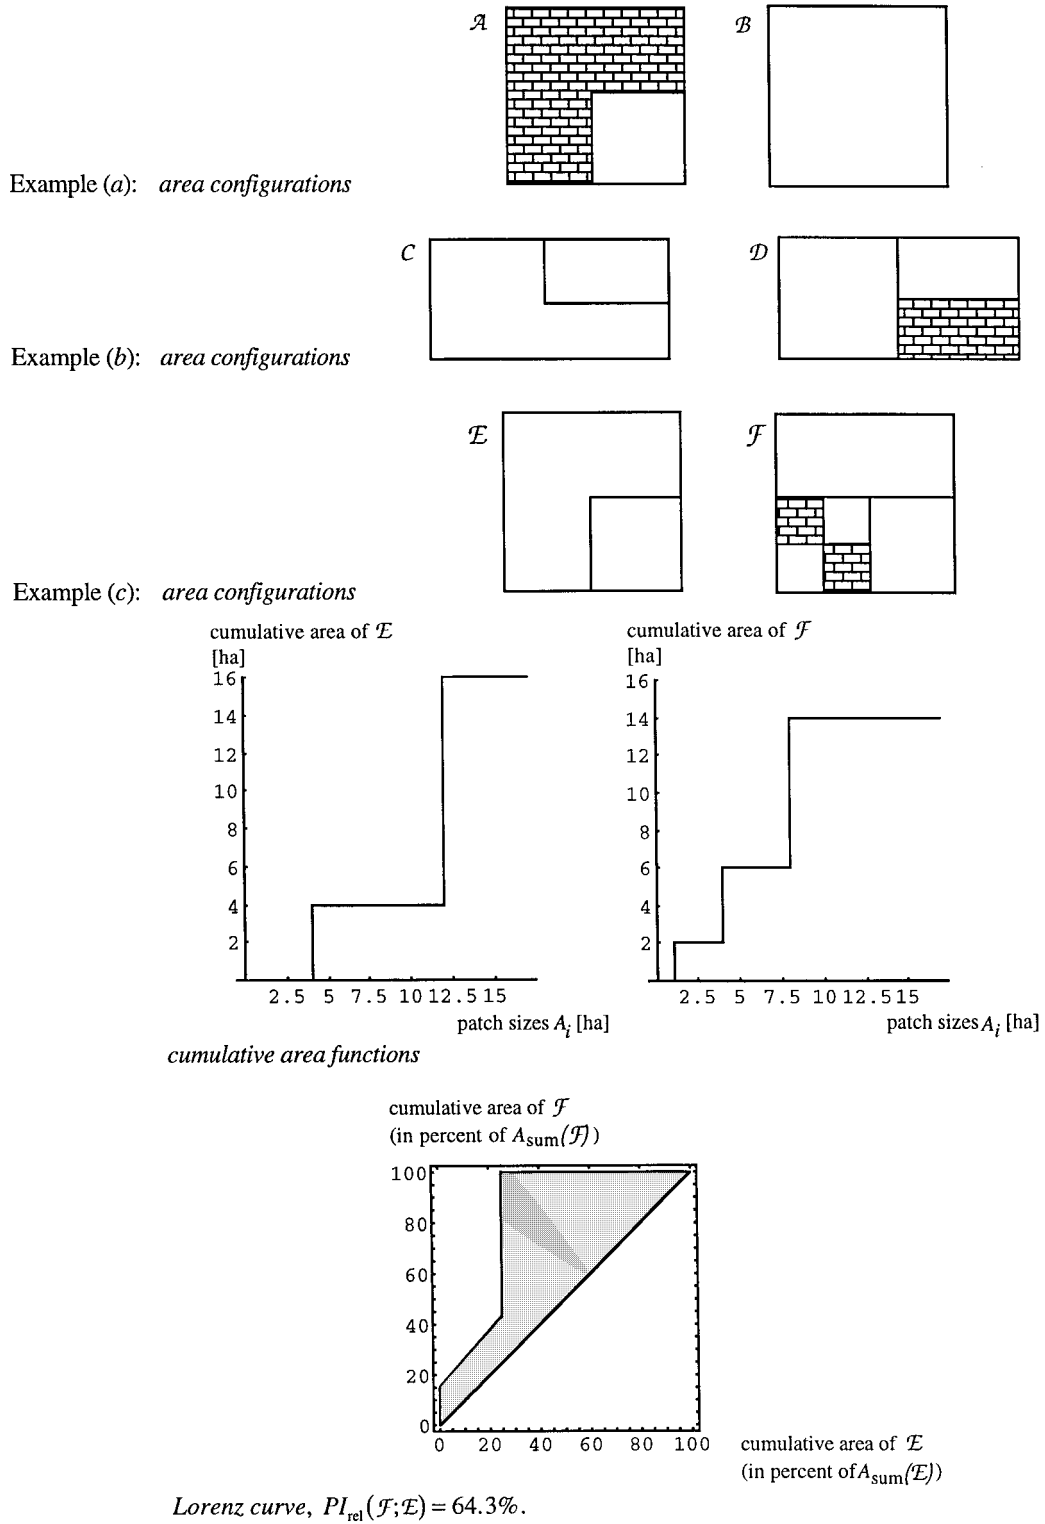 𝒜 ℬ
Example (a): area configurations
𝒞 𝒟
Example (b): area configurations
ℰ ℱ
Example (c): area configurations
cumulative area of ℰ
[ha]
16
14
12
10
8
6
4
2
2.5 5 7.5 10 12.5 15
patch sizes A_i [ha]
cumulative area of ℱ
[ha]
16
14
12
10
8
6
4
2
2.5 5 7.5 10 12.5 15
patch sizes A_i [ha]
cumulative area functions
cumulative area of ℱ
(in percent of A_sum(ℱ))
100
80
60
40
20
0
0 20 40 60 80 100
cumulative area of ℰ
(in percent of A_sum(ℰ))
Lorenz curve, PI_rel(ℱ;ℰ) = 64.3%.